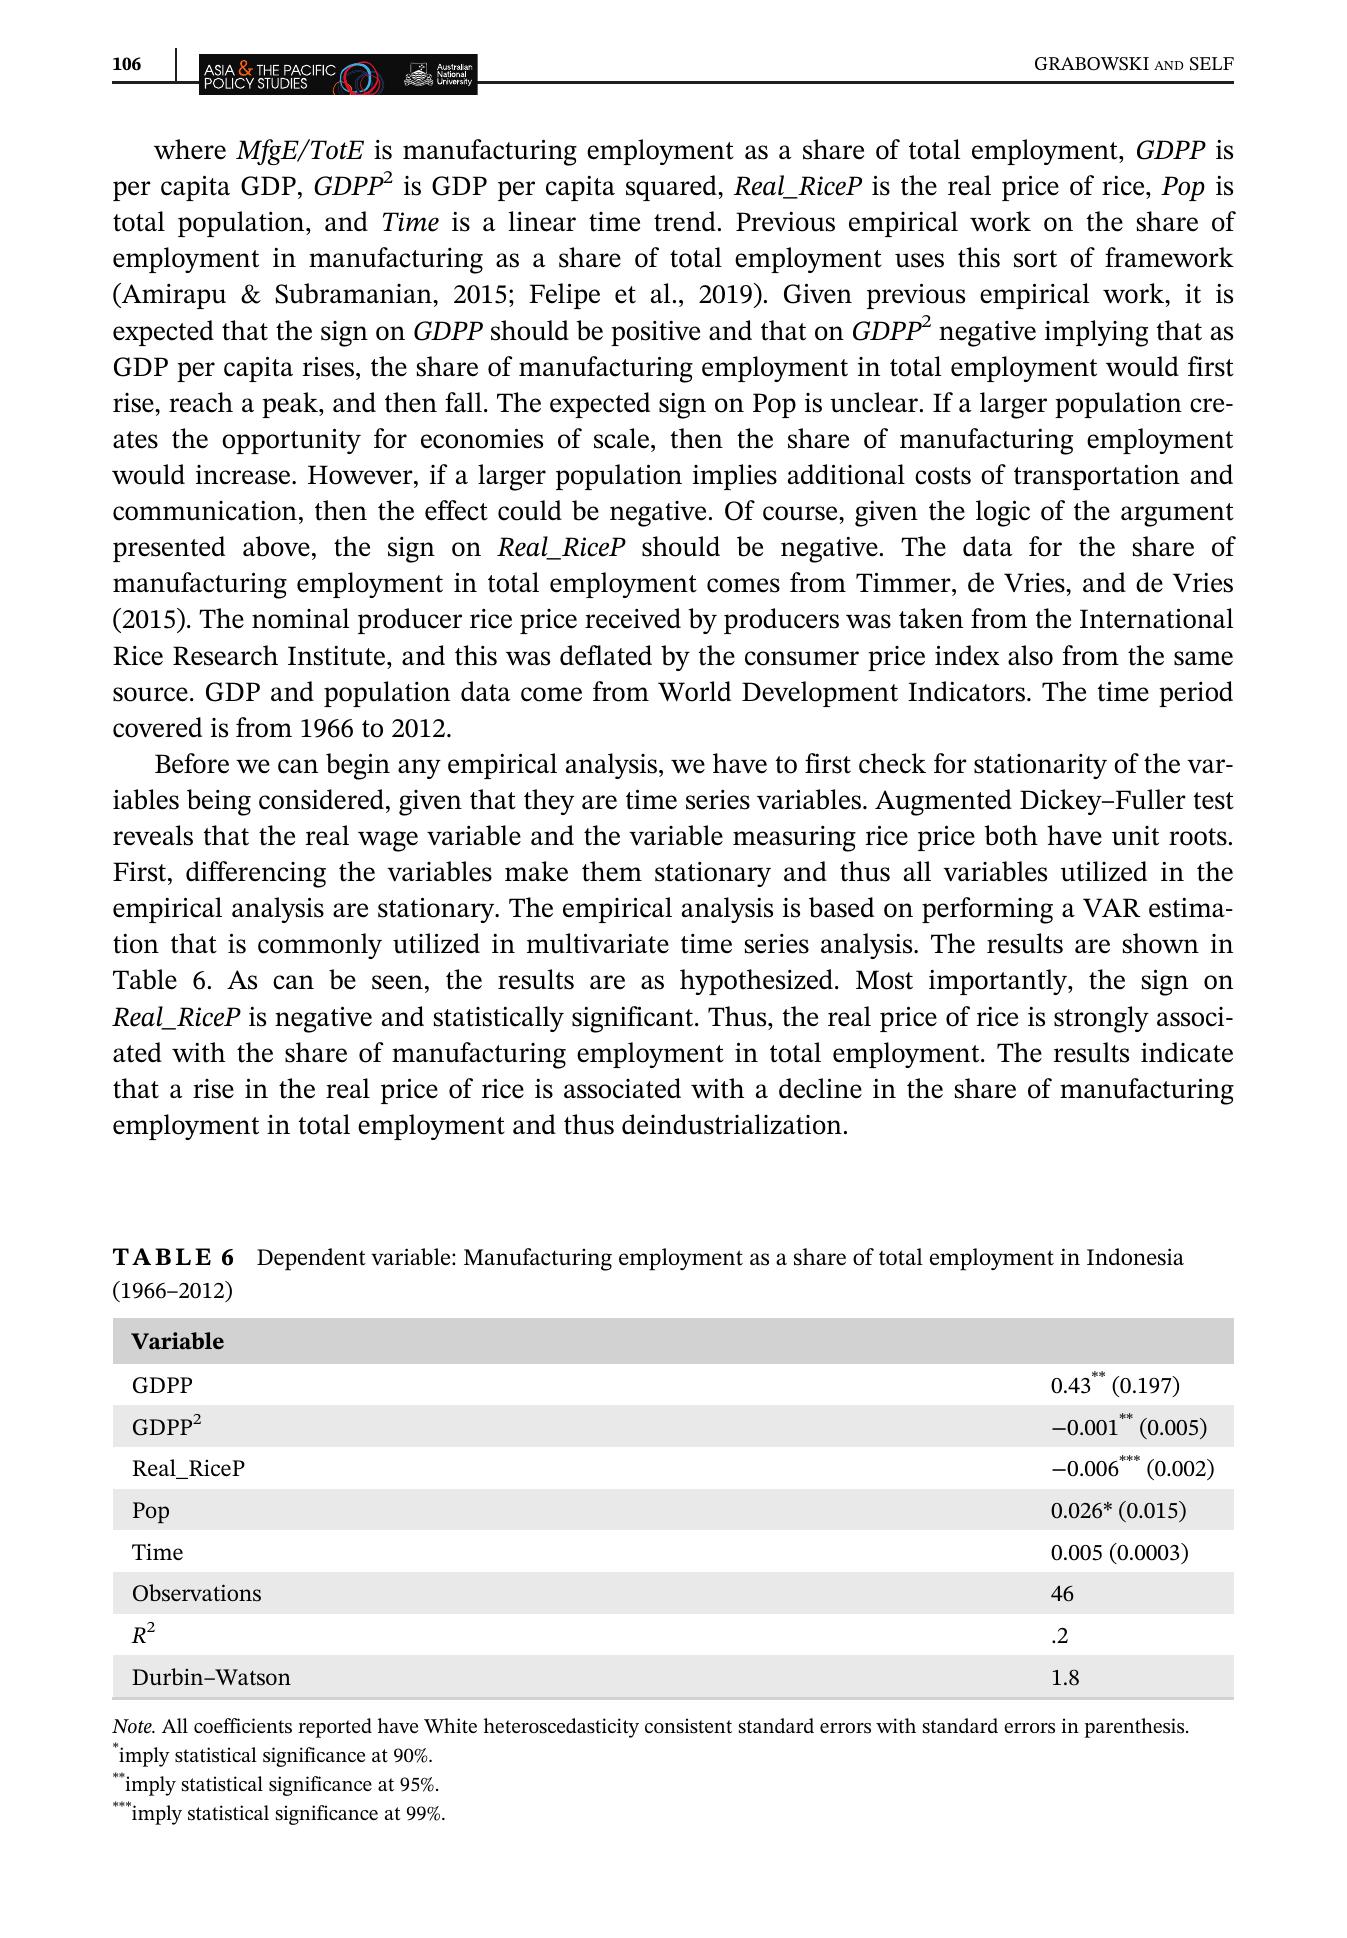 106
ASIA & THE PACIFIC
POLICY STUDIES
Australian
National
University
GRABOWSKI AND SELF
where MfgE/TotE is manufacturing employment as a share of total employment, GDPP is
per capita GDP, GDPP² is GDP per capita squared, Real_RiceP is the real price of rice, Pop is
total population, and Time is a linear time trend. Previous empirical work on the share of
employment in manufacturing as a share of total employment uses this sort of framework
(Amirapu & Subramanian, 2015; Felipe et al., 2019). Given previous empirical work, it is
expected that the sign on GDPP should be positive and that on GDPP² negative implying that as
GDP per capita rises, the share of manufacturing employment in total employment would first
rise, reach a peak, and then fall. The expected sign on Pop is unclear. If a larger population cre-
ates the opportunity for economies of scale, then the share of manufacturing employment
would increase. However, if a larger population implies additional costs of transportation and
communication, then the effect could be negative. Of course, given the logic of the argument
presented above, the sign on Real_RiceP should be negative. The data for the share of
manufacturing employment in total employment comes from Timmer, de Vries, and de Vries
(2015). The nominal producer rice price received by producers was taken from the International
Rice Research Institute, and this was deflated by the consumer price index also from the same
source. GDP and population data come from World Development Indicators. The time period
covered is from 1966 to 2012.
Before we can begin any empirical analysis, we have to first check for stationarity of the var-
iables being considered, given that they are time series variables. Augmented Dickey–Fuller test
reveals that the real wage variable and the variable measuring rice price both have unit roots.
First, differencing the variables make them stationary and thus all variables utilized in the
empirical analysis are stationary. The empirical analysis is based on performing a VAR estima-
tion that is commonly utilized in multivariate time series analysis. The results are shown in
Table 6. As can be seen, the results are as hypothesized. Most importantly, the sign on
Real_RiceP is negative and statistically significant. Thus, the real price of rice is strongly associ-
ated with the share of manufacturing employment in total employment. The results indicate
that a rise in the real price of rice is associated with a decline in the share of manufacturing
employment in total employment and thus deindustrialization.
TABLE 6 Dependent variable: Manufacturing employment as a share of total employment in Indonesia
(1966–2012)
Variable
GDPP 0.43** (0.197)
GDPP² −0.001** (0.005)
Real_RiceP −0.006*** (0.002)
Pop 0.026* (0.015)
Time 0.005 (0.0003)
Observations 46
R² .2
Durbin–Watson 1.8
Note. All coefficients reported have White heteroscedasticity consistent standard errors with standard errors in parenthesis.
*imply statistical significance at 90%.
**imply statistical significance at 95%.
***imply statistical significance at 99%.